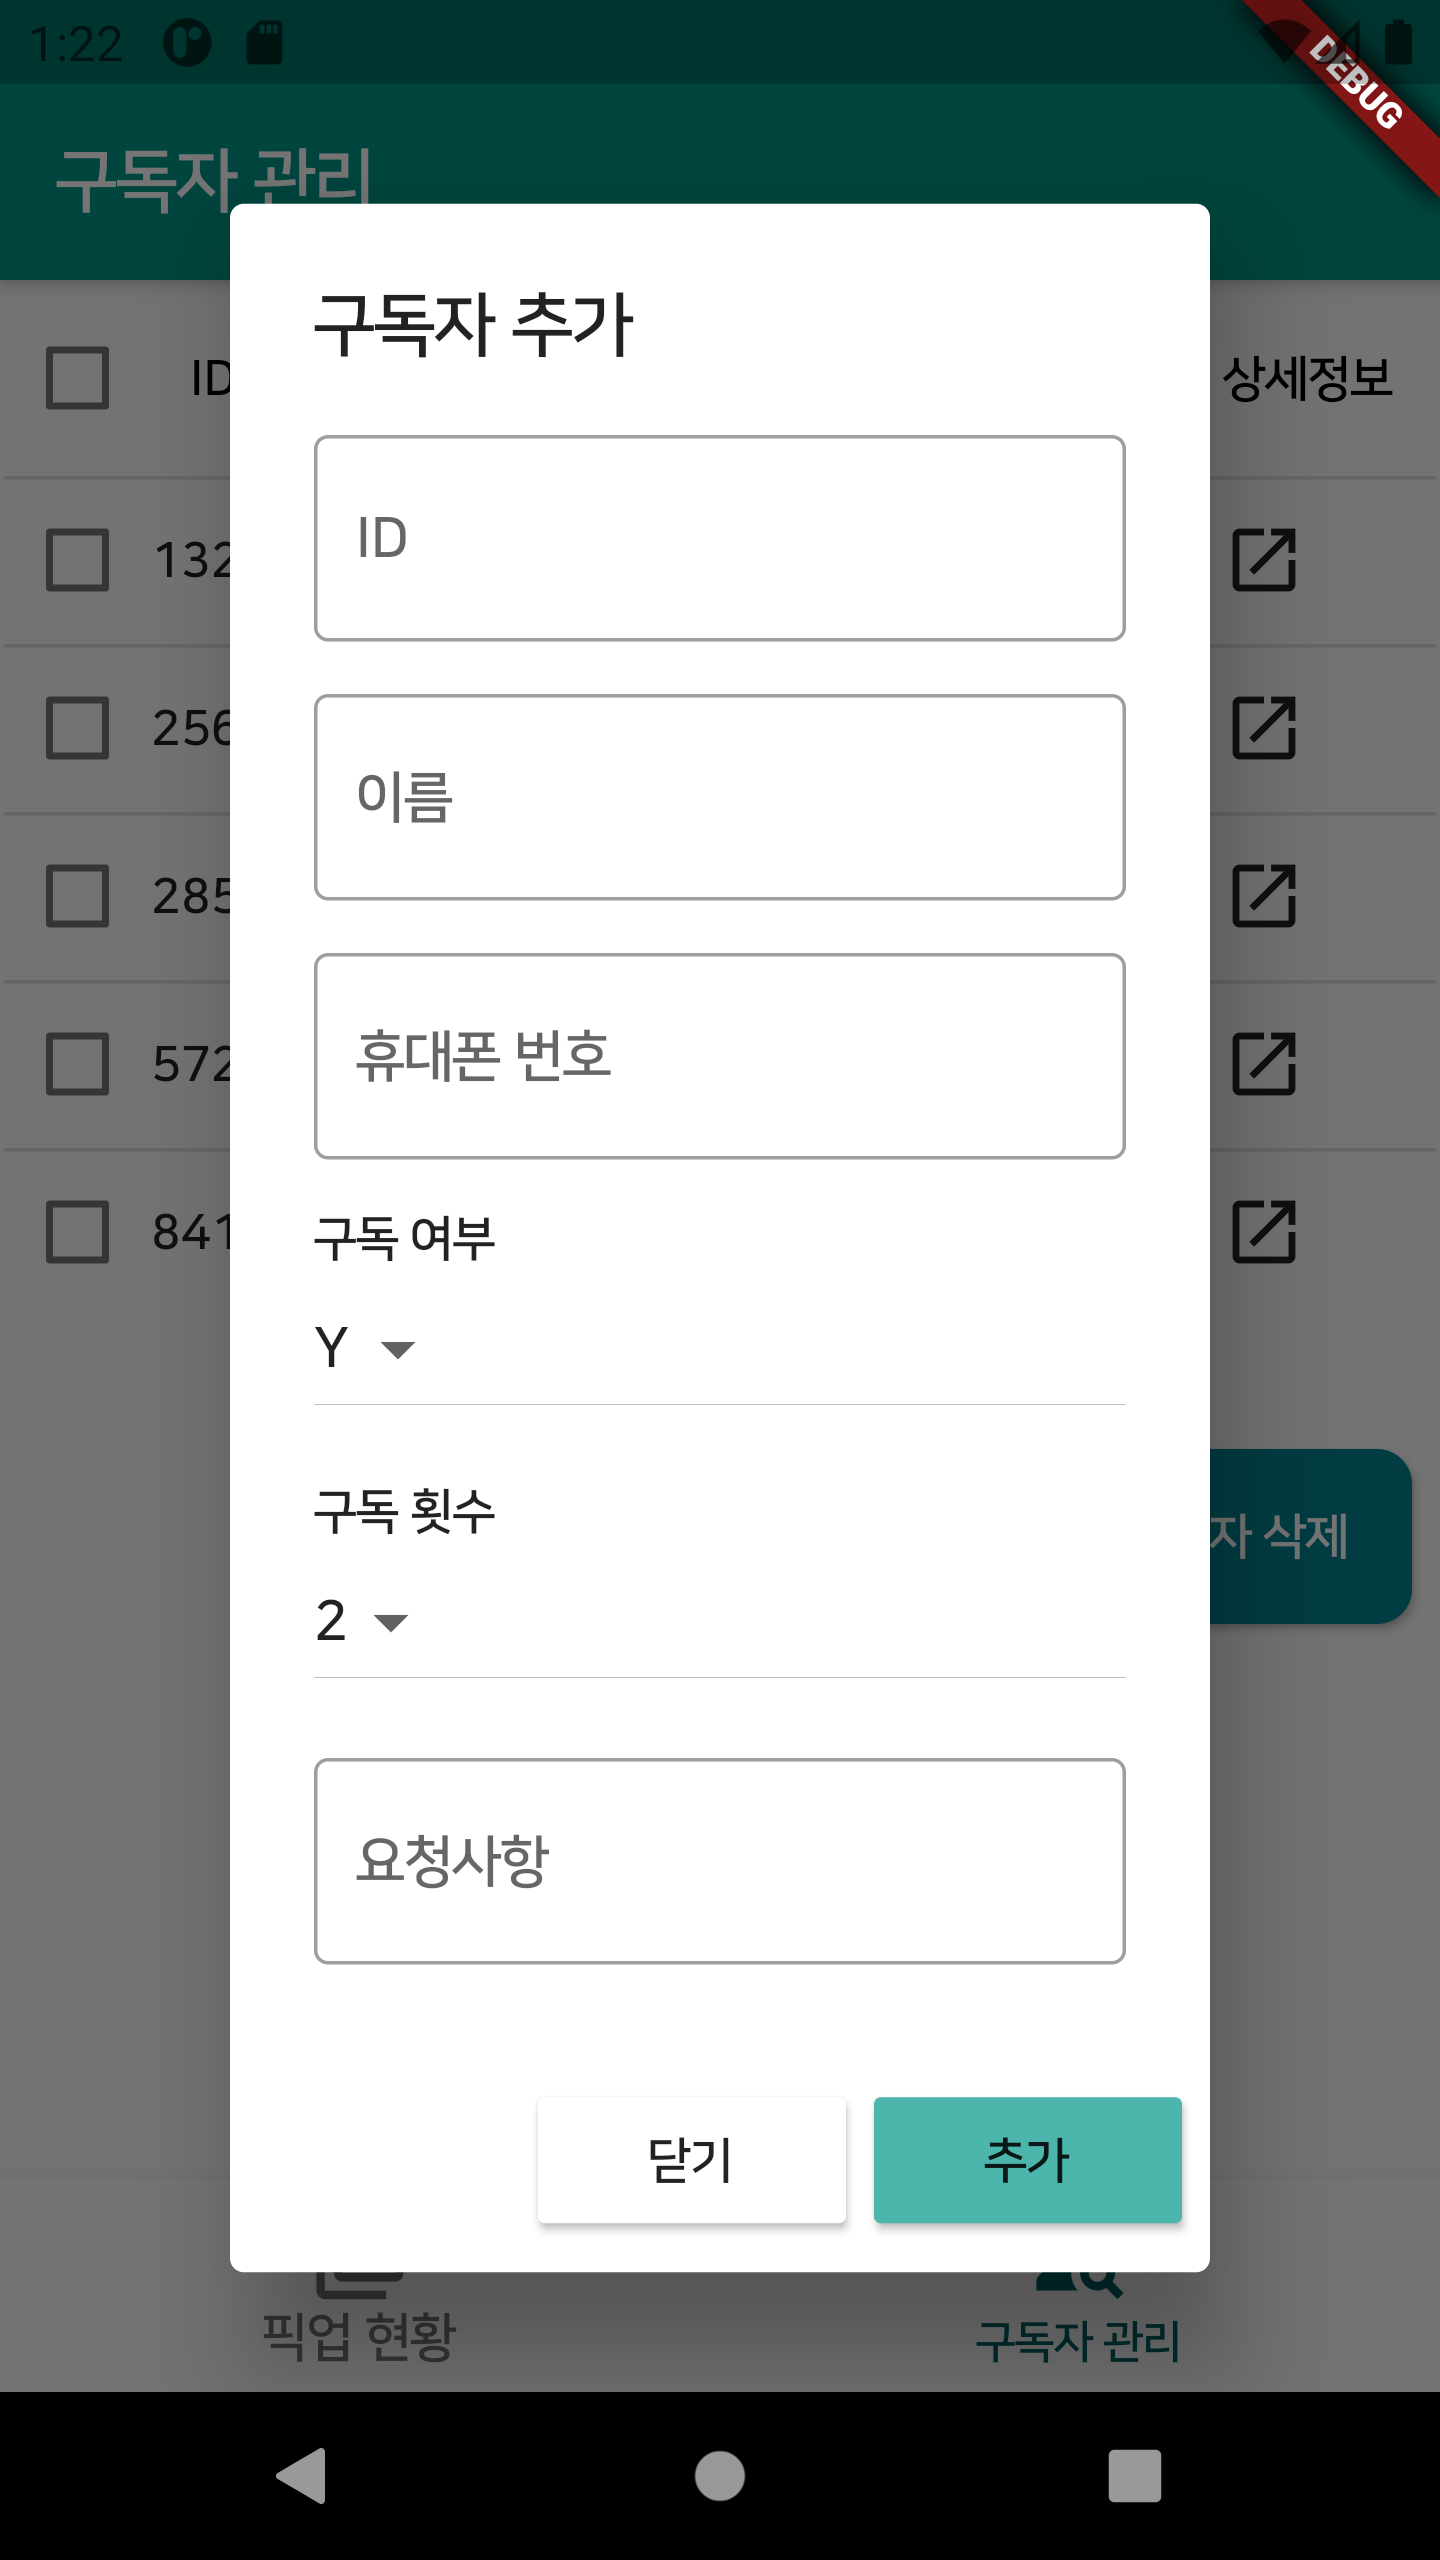 1:22
DEBUG
구독자 관리
구독자 추가
ID
상세정보
ID
132
256
이름
285
휴대폰 번호
572
841
구독 여부
Y
구독 횟수
자 삭제
2
요청사항
닫기
추가
픽업 현황
구독자 관리